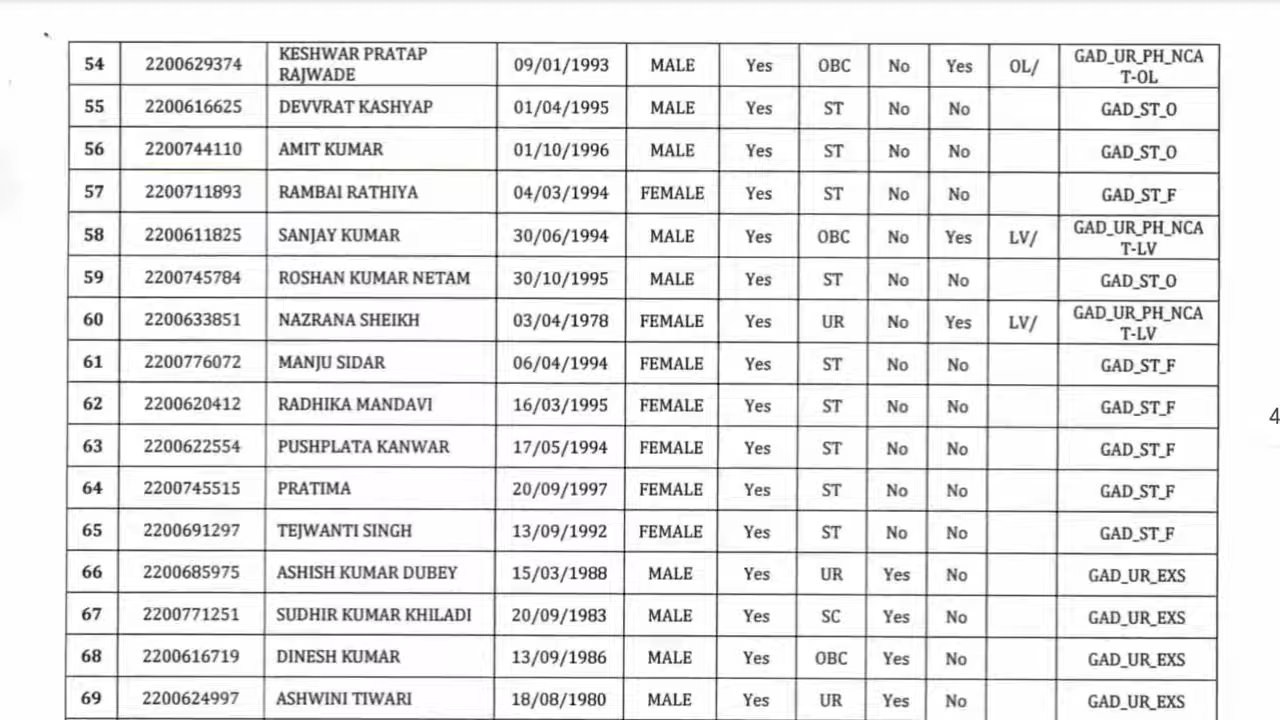 54 2200629374 KESHWAR PRATAP RAJWADE 09/01/1993 MALE Yes OBC No Yes OL/ GAD_UR_PH_NCA T-OL
55 2200616625 DEVVRAT KASHYAP 01/04/1995 MALE Yes ST No No GAD_ST_O
56 2200744110 AMIT KUMAR 01/10/1996 MALE Yes ST No No GAD_ST_O
57 2200711893 RAMBAI RATHIYA 04/03/1994 FEMALE Yes ST No No GAD_ST_F
58 2200611825 SANJAY KUMAR 30/06/1994 MALE Yes OBC No Yes LV/ GAD_UR_PH_NCA T-LV
59 2200745784 ROSHAN KUMAR NETAM 30/10/1995 MALE Yes ST No No GAD_ST_O
60 2200633851 NAZRANA SHEIKH 03/04/1978 FEMALE Yes UR No Yes LV/ GAD_UR_PH_NCA T-LV
61 2200776072 MANJU SIDAR 06/04/1994 FEMALE Yes ST No No GAD_ST_F
62 2200620412 RADHIKA MANDAVI 16/03/1995 FEMALE Yes ST No No GAD_ST_F
63 2200622554 PUSHPLATA KANWAR 17/05/1994 FEMALE Yes ST No No GAD_ST_F
64 2200745515 PRATIMA 20/09/1997 FEMALE Yes ST No No GAD_ST_F
65 2200691297 TEJWANTI SINGH 13/09/1992 FEMALE Yes ST No No GAD_ST_F
66 2200685975 ASHISH KUMAR DUBEY 15/03/1988 MALE Yes UR Yes No GAD_UR_EXS
67 2200771251 SUDHIR KUMAR KHILADI 20/09/1983 MALE Yes SC Yes No GAD_UR_EXS
68 2200616719 DINESH KUMAR 13/09/1986 MALE Yes OBC Yes No GAD_UR_EXS
69 2200624997 ASHWINI TIWARI 18/08/1980 MALE Yes UR Yes No GAD_UR_EXS
4